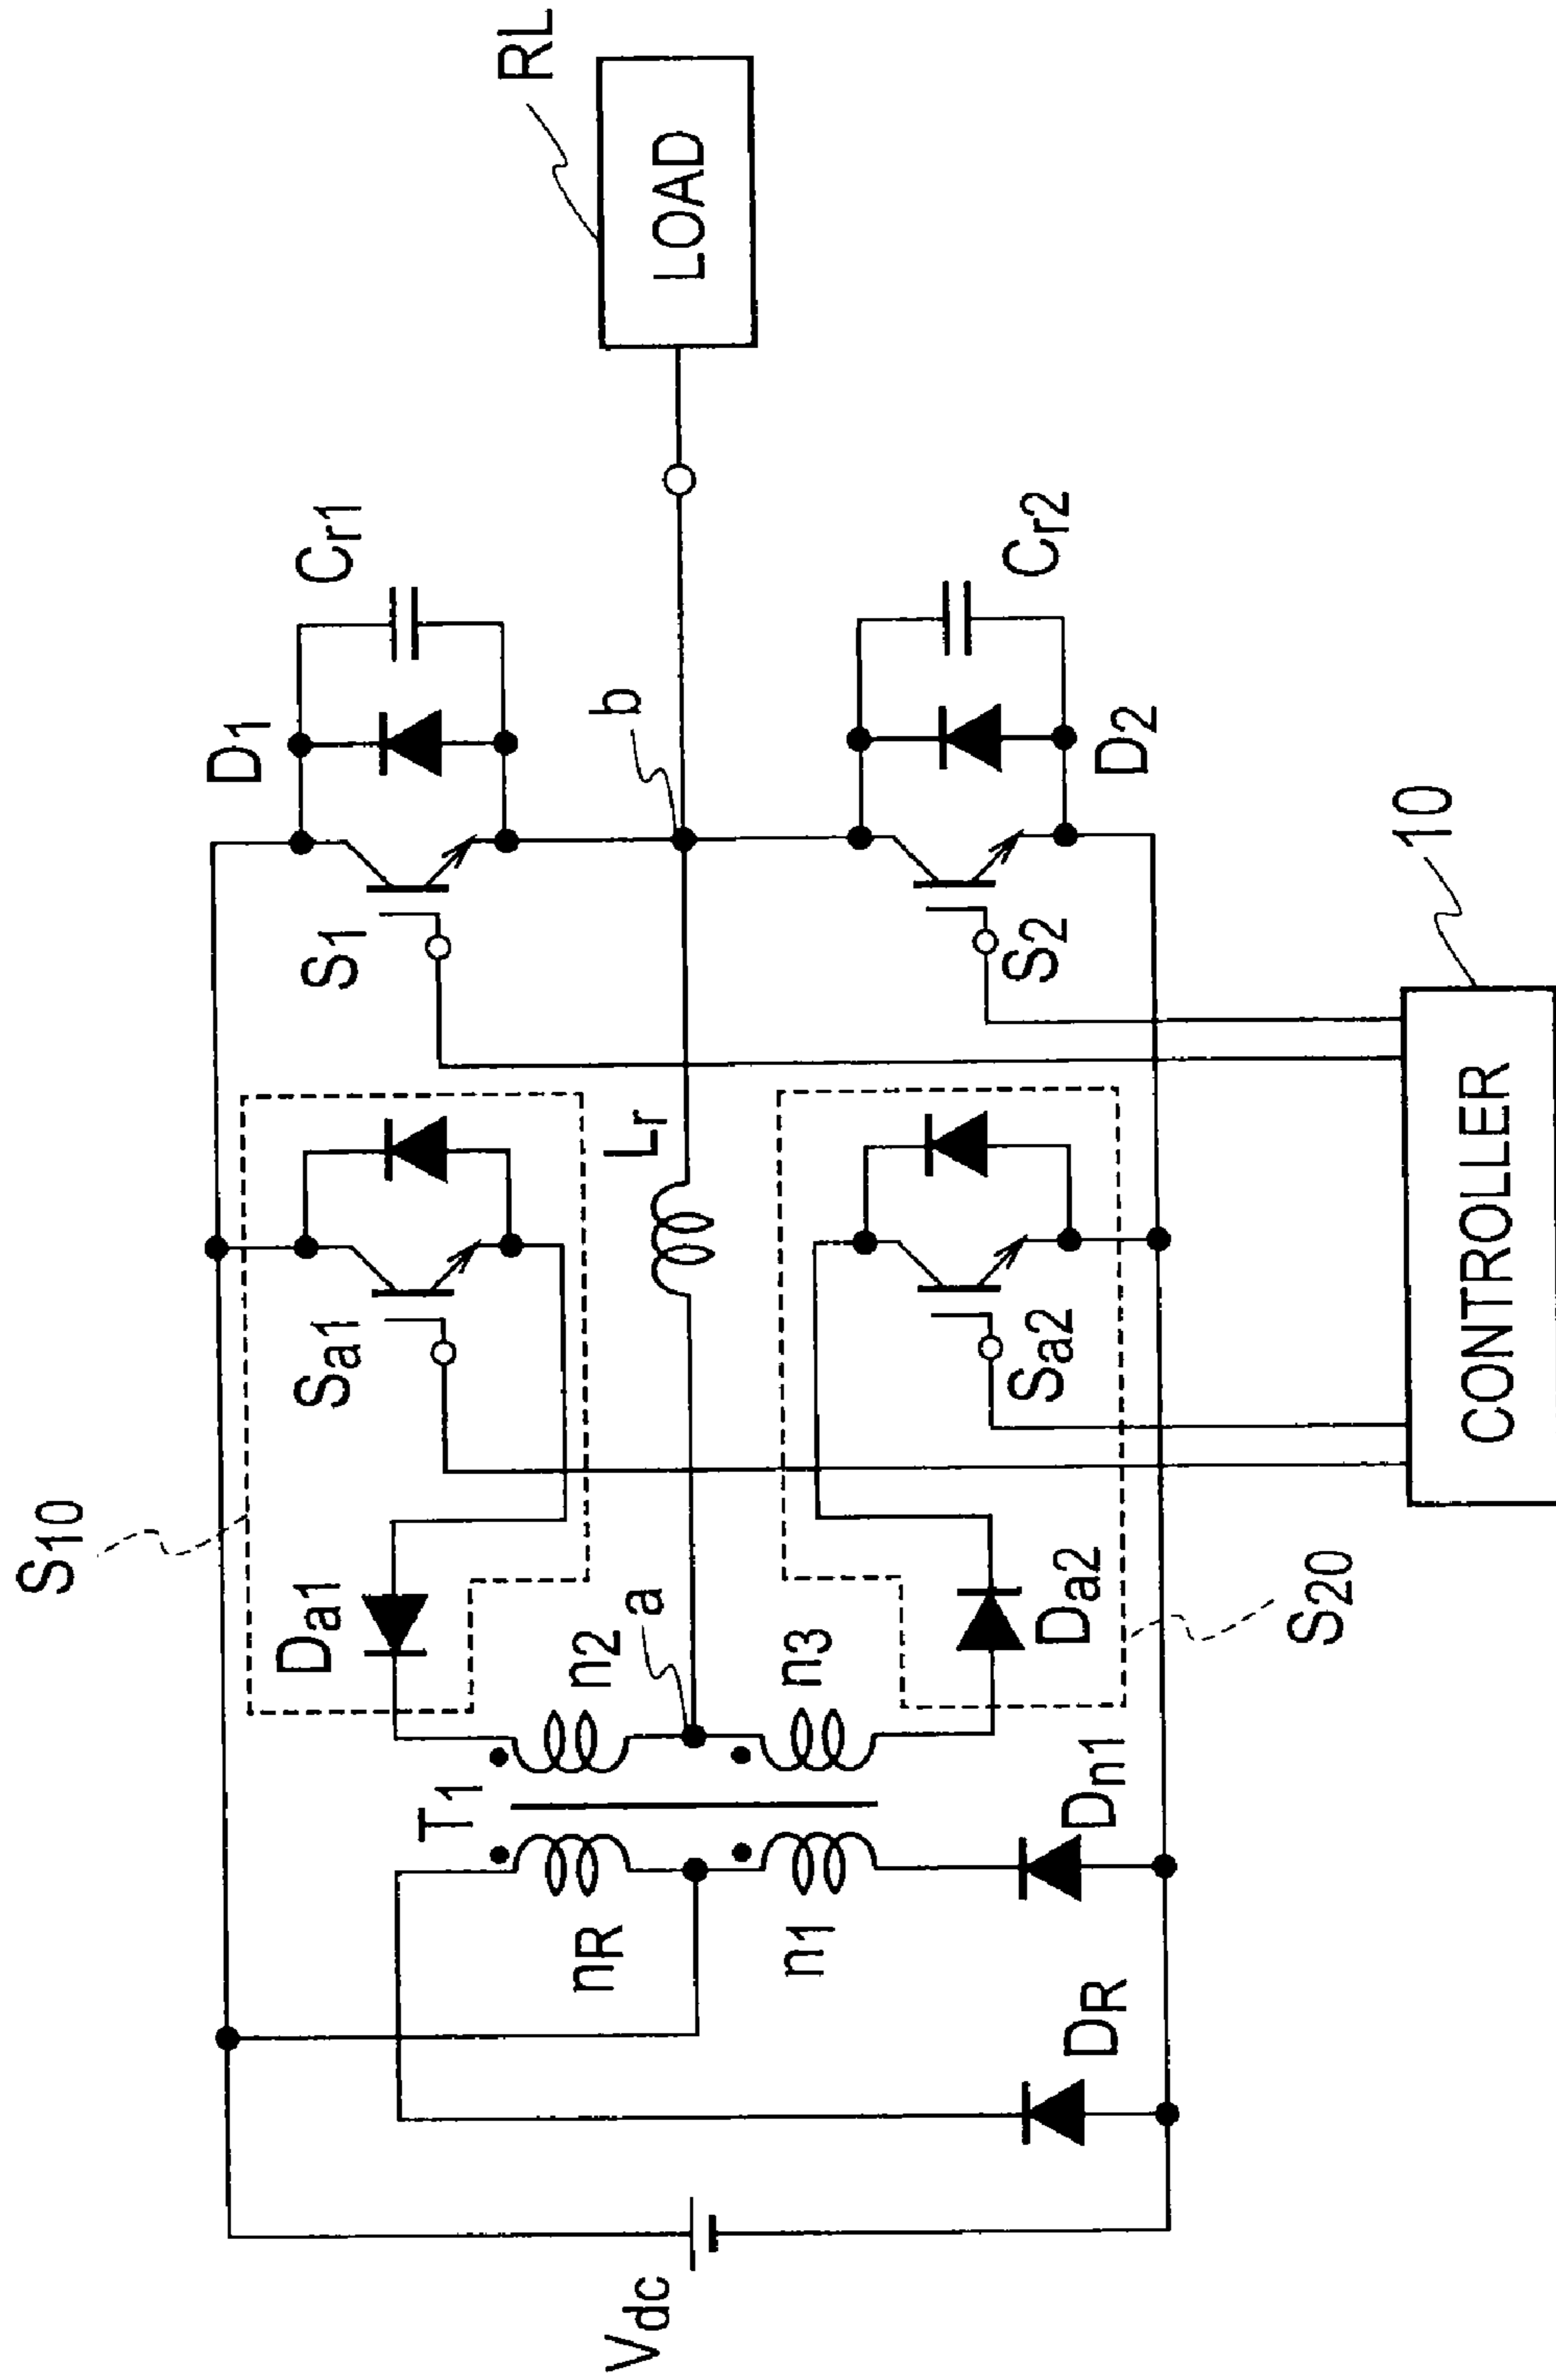 S10
Da1
Sa1
S1
D1
Cr1
T1
n2
a
Lr
b
RL
LOAD
Vdc
nR
n1
n3
DR
Dn1
Da2
Sa2
S2
D2
Cr2
S20
CONTROLLER
10